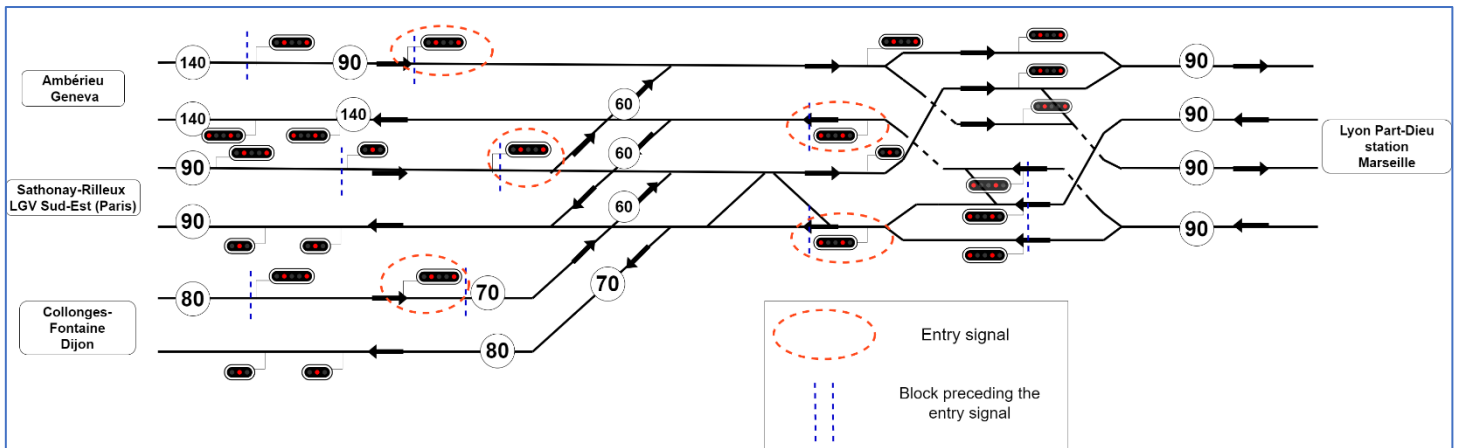 140
90
90
90
Ambérieu
Geneva
60
140
140
90
Lyon Part-Dieu
station
Marseille
60
90
90
Sathonay-Rilleux
LGV Sud-Est (Paris)
60
90
90
80
70
70
Collonges-
Fontaine
Dijon
80
Entry signal
Block preceding the
entry signal